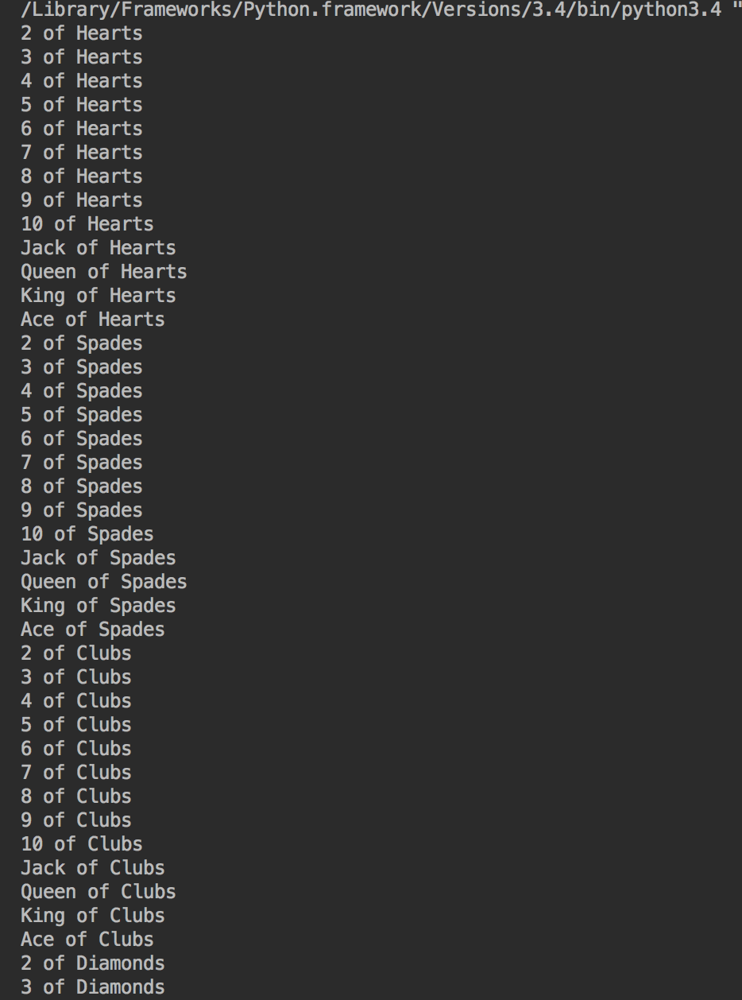 /Library/Frameworks/Python.framework/Versions/3.4/bin/python3.4 "
2 of Hearts
3 of Hearts
4 of Hearts
5 of Hearts
6 of Hearts
7 of Hearts
8 of Hearts
9 of Hearts
10 of Hearts
Jack of Hearts
Queen of Hearts
King of Hearts
Ace of Hearts
2 of Spades
3 of Spades
4 of Spades
5 of Spades
6 of Spades
7 of Spades
8 of Spades
9 of Spades
10 of Spades
Jack of Spades
Queen of Spades
King of Spades
Ace of Spades
2 of Clubs
3 of Clubs
4 of Clubs
5 of Clubs
6 of Clubs
7 of Clubs
8 of Clubs
9 of Clubs
10 of Clubs
Jack of Clubs
Queen of Clubs
King of Clubs
Ace of Clubs
2 of Diamonds
3 of Diamonds